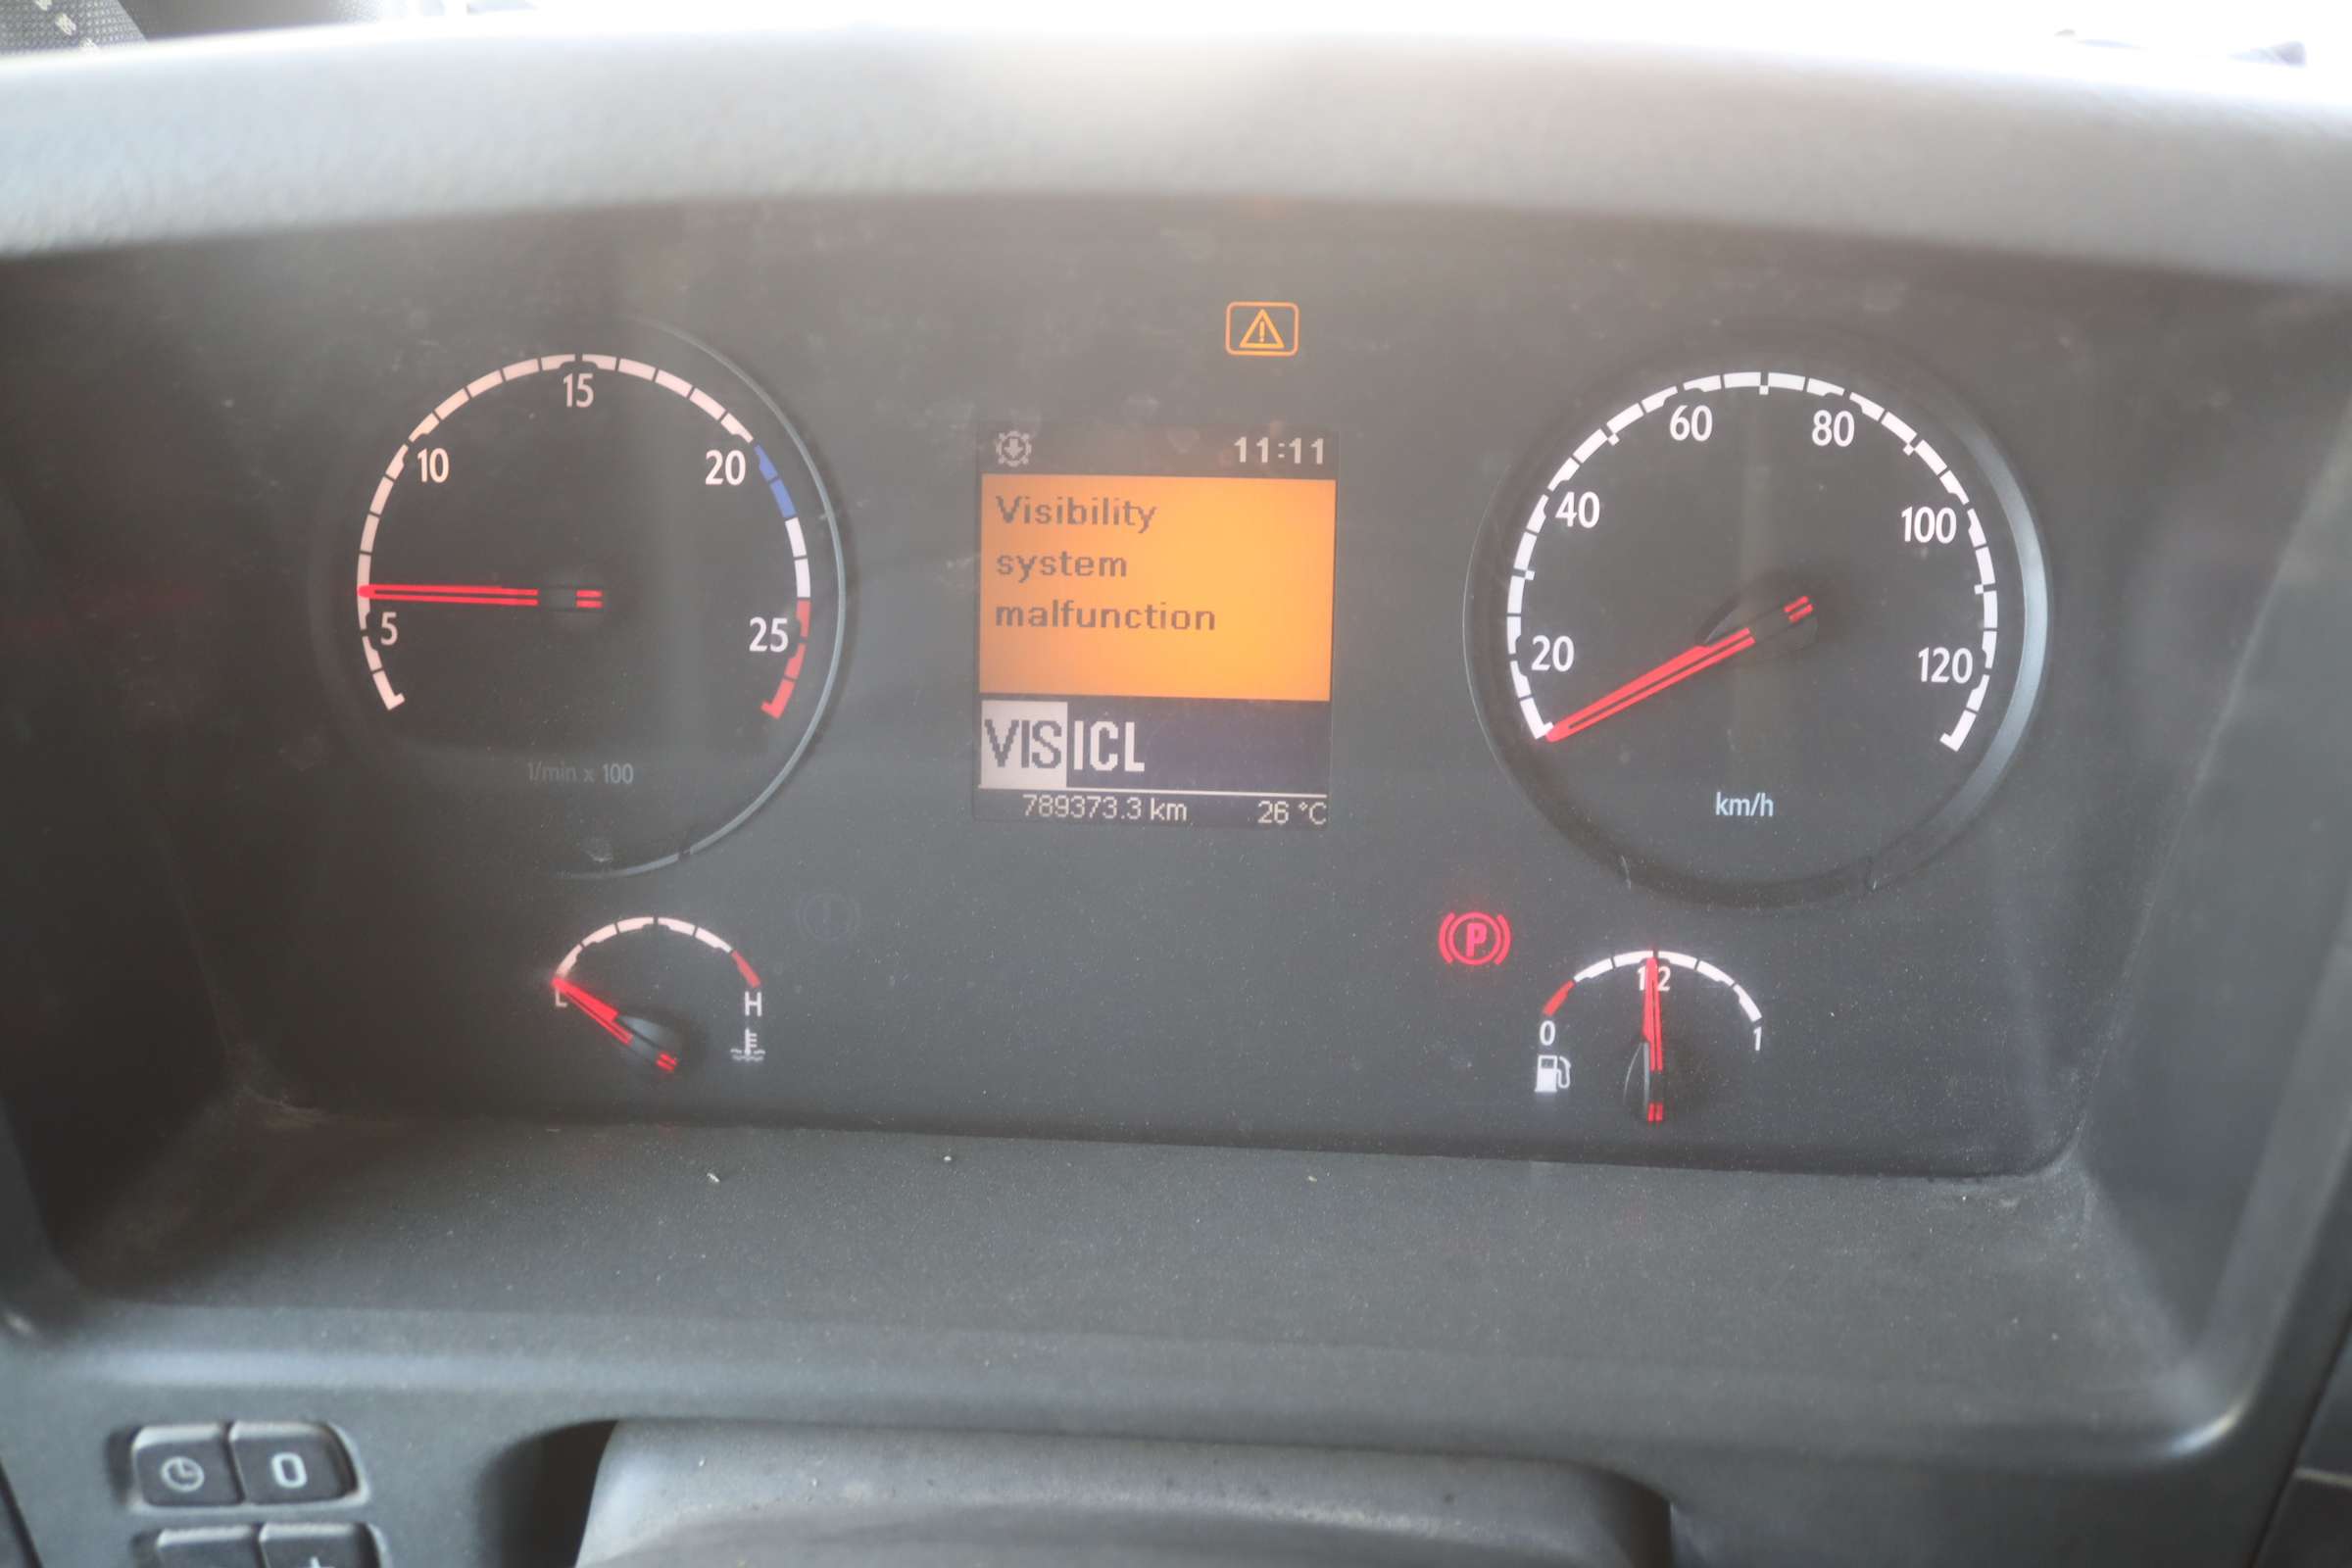 5
10
15
20
25
1/min x 100
11:11
Visibility
system
malfunction
VIS ICL
789373.3 km 26 °C
20
40
60
80
100
120
km/h
L H
P
0 1/2 1
0